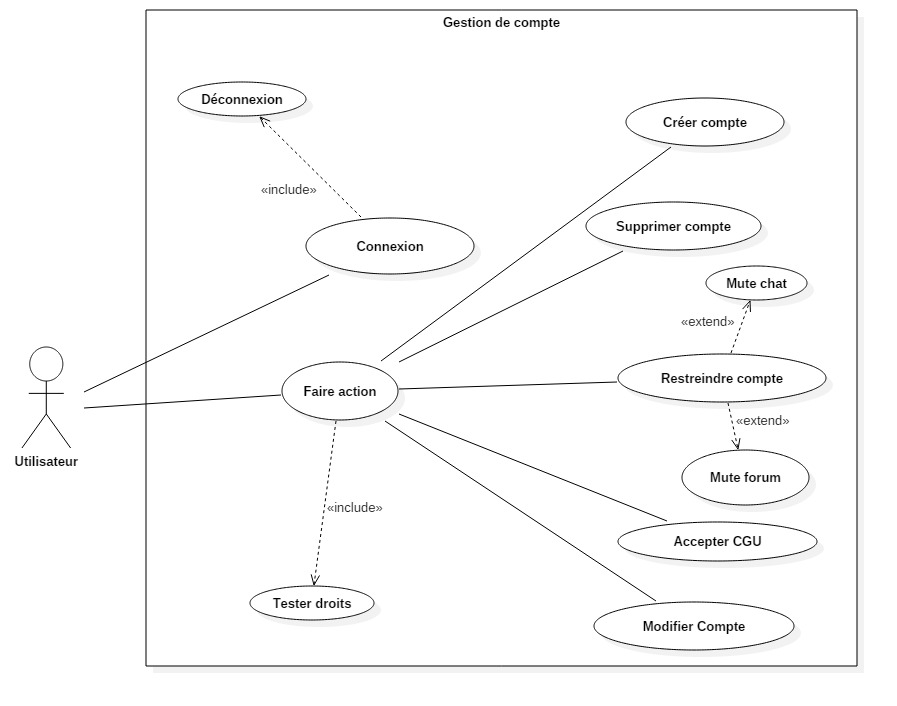 Gestion de compte
Déconnexion
Créer compte
«include»
Supprimer compte
Connexion
Mute chat
«extend»
Restreindre compte
Faire action
«extend»
Utilisateur
Mute forum
«include»
Accepter CGU
Tester droits
Modifier Compte